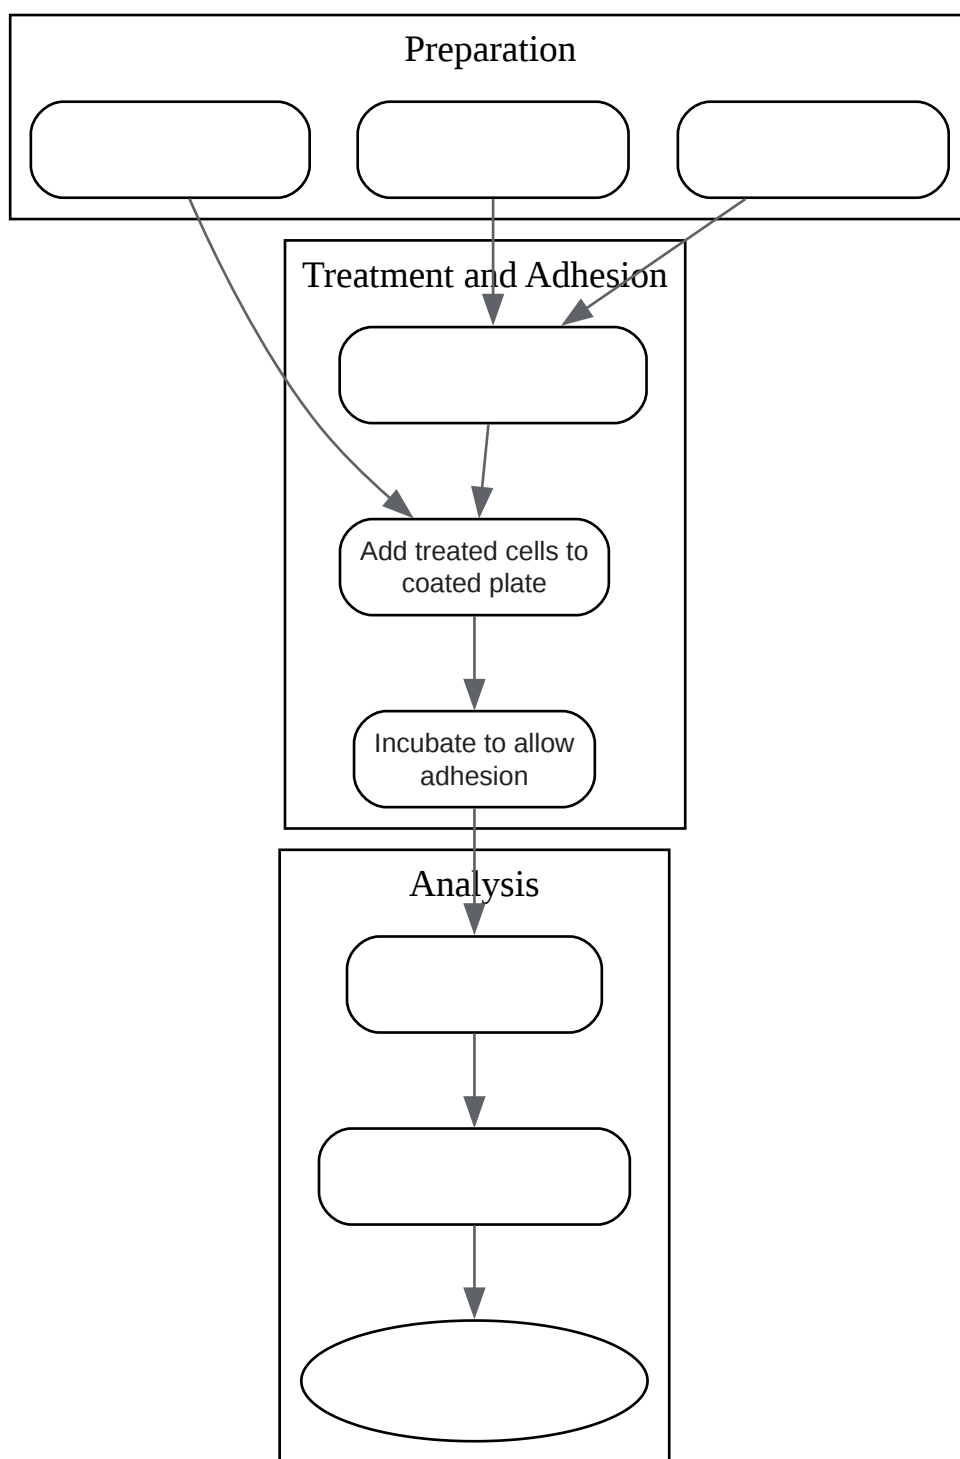 Preparation
Treatment and Adhesion
Add treated cells to
coated plate
Incubate to allow
adhesion
Analysis